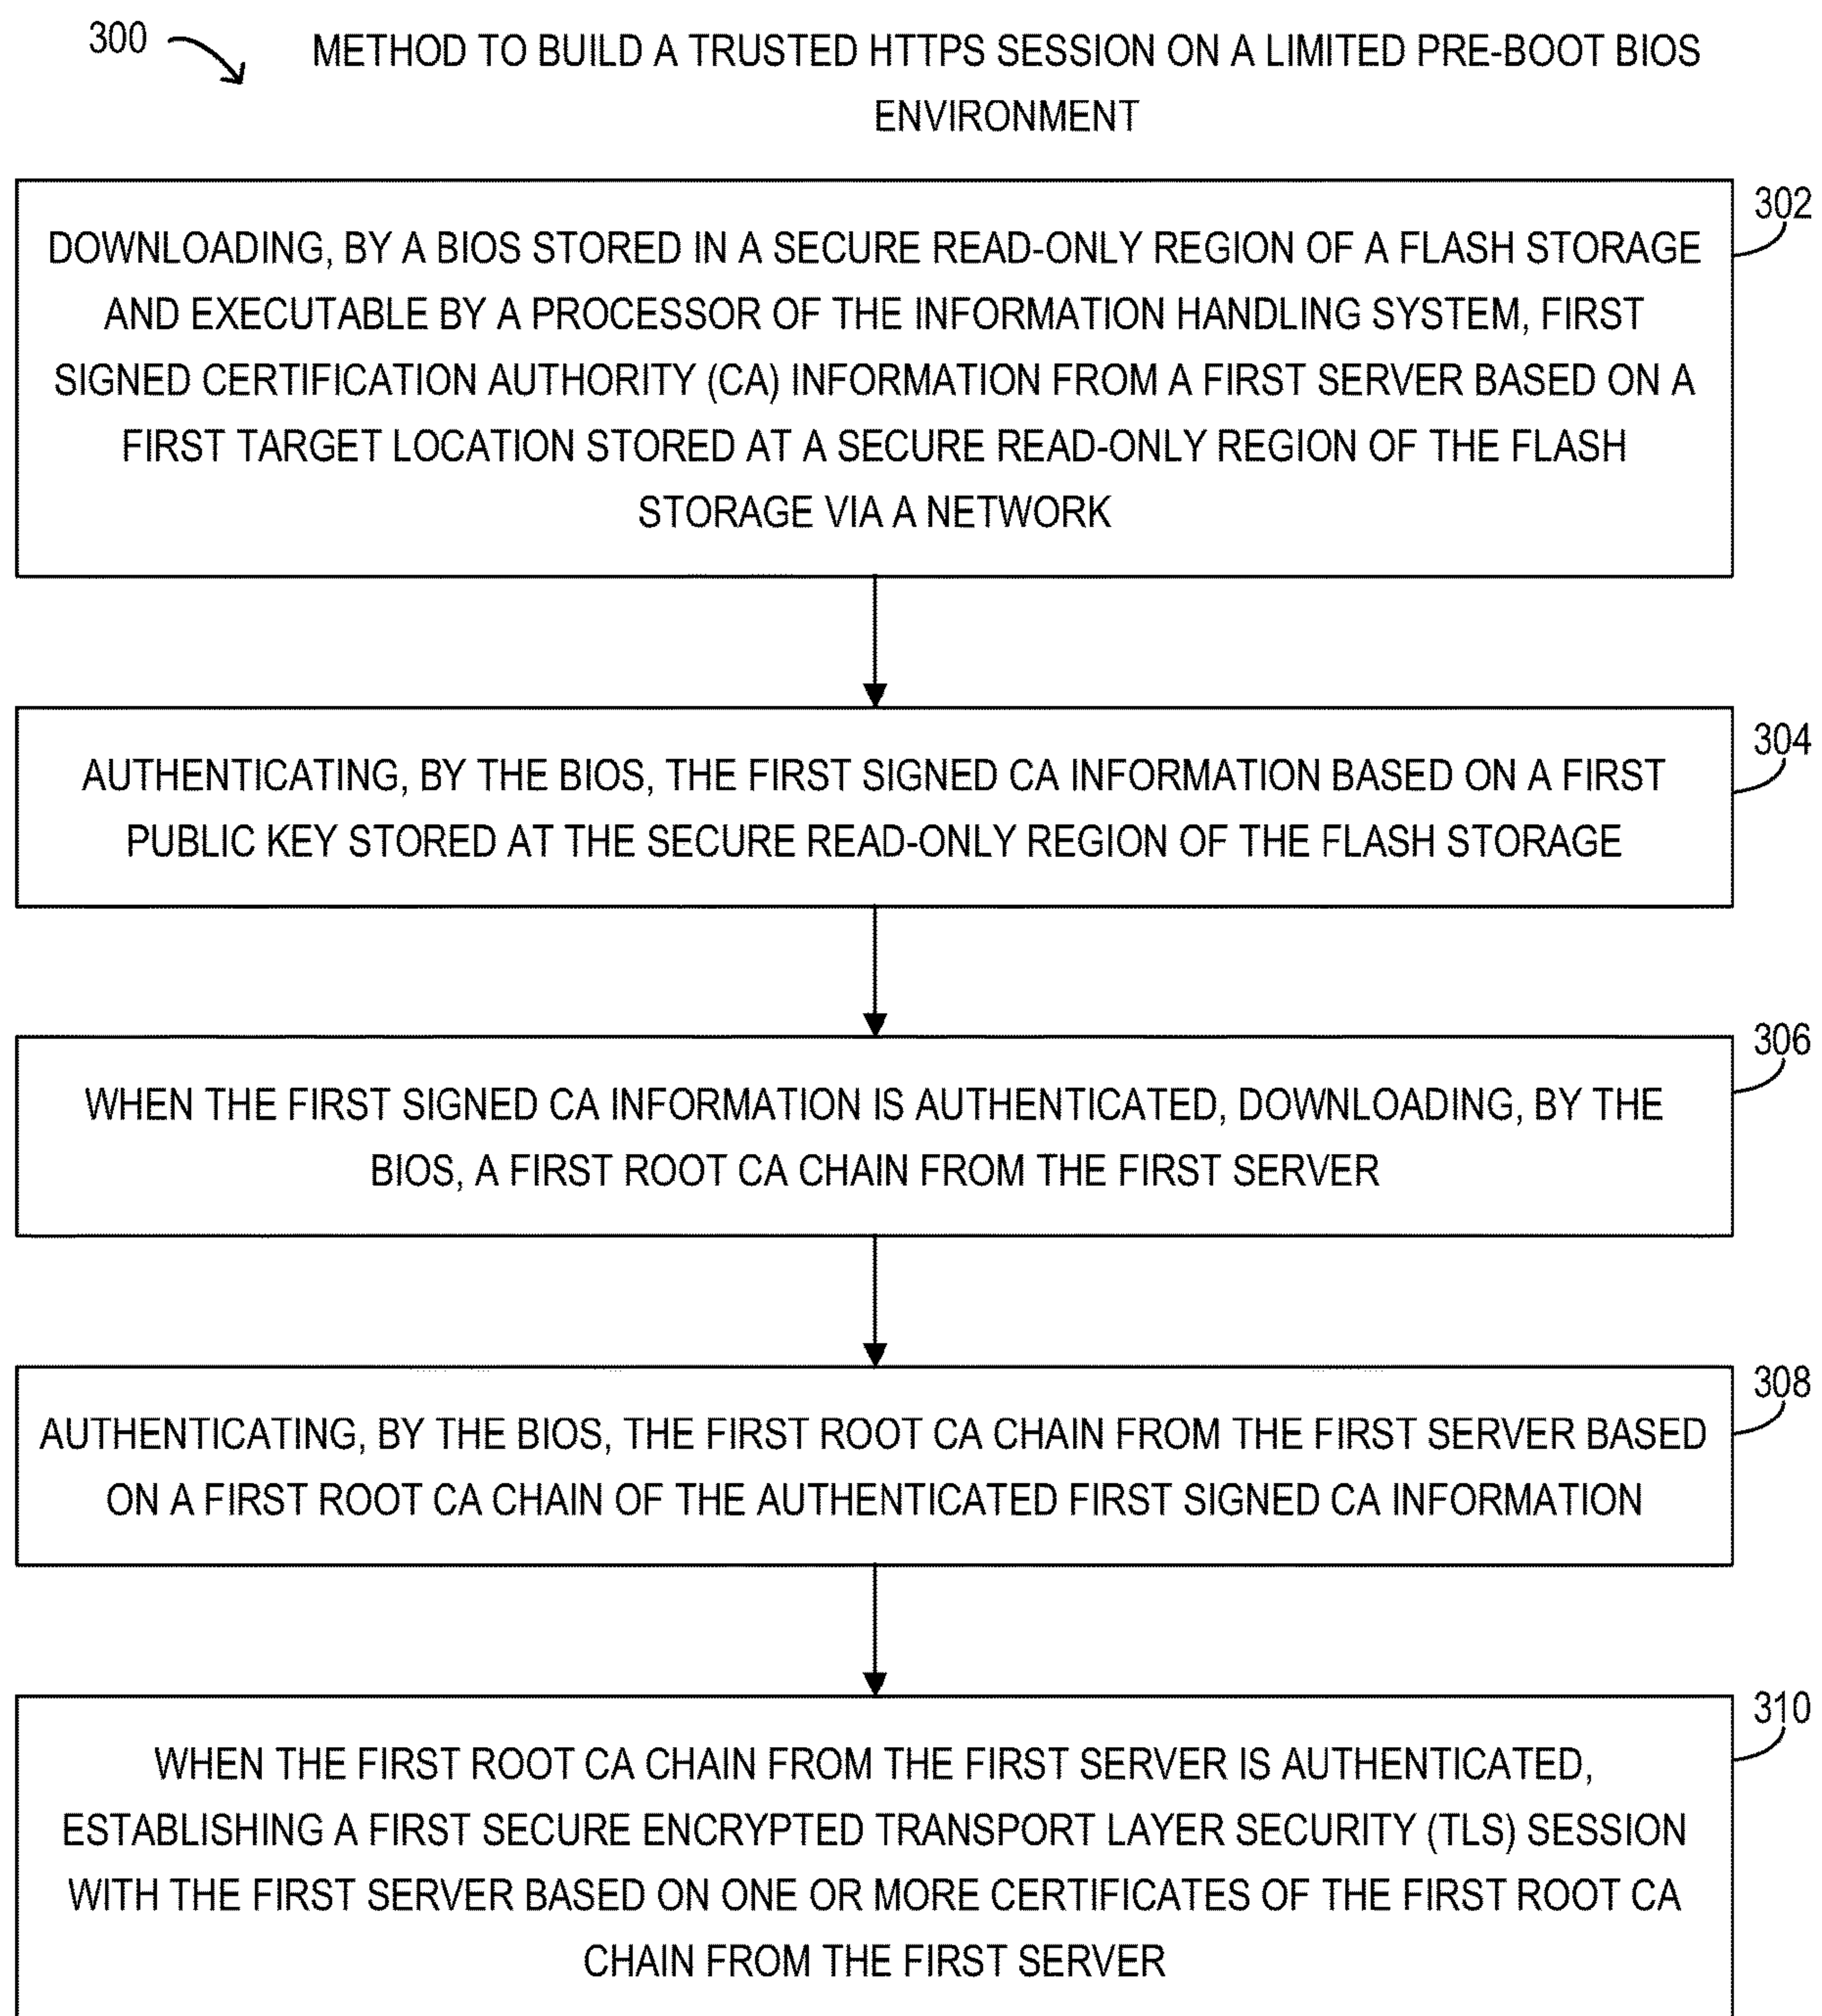 300
METHOD TO BUILD A TRUSTED HTTPS SESSION ON A LIMITED PRE-BOOT BIOS
ENVIRONMENT
302
DOWNLOADING, BY A BIOS STORED IN A SECURE READ-ONLY REGION OF A FLASH STORAGE
AND EXECUTABLE BY A PROCESSOR OF THE INFORMATION HANDLING SYSTEM, FIRST
SIGNED CERTIFICATION AUTHORITY (CA) INFORMATION FROM A FIRST SERVER BASED ON A
FIRST TARGET LOCATION STORED AT A SECURE READ-ONLY REGION OF THE FLASH
STORAGE VIA A NETWORK
304
AUTHENTICATING, BY THE BIOS, THE FIRST SIGNED CA INFORMATION BASED ON A FIRST
PUBLIC KEY STORED AT THE SECURE READ-ONLY REGION OF THE FLASH STORAGE
306
WHEN THE FIRST SIGNED CA INFORMATION IS AUTHENTICATED, DOWNLOADING, BY THE
BIOS, A FIRST ROOT CA CHAIN FROM THE FIRST SERVER
308
AUTHENTICATING, BY THE BIOS, THE FIRST ROOT CA CHAIN FROM THE FIRST SERVER BASED
ON A FIRST ROOT CA CHAIN OF THE AUTHENTICATED FIRST SIGNED CA INFORMATION
310
WHEN THE FIRST ROOT CA CHAIN FROM THE FIRST SERVER IS AUTHENTICATED,
ESTABLISHING A FIRST SECURE ENCRYPTED TRANSPORT LAYER SECURITY (TLS) SESSION
WITH THE FIRST SERVER BASED ON ONE OR MORE CERTIFICATES OF THE FIRST ROOT CA
CHAIN FROM THE FIRST SERVER